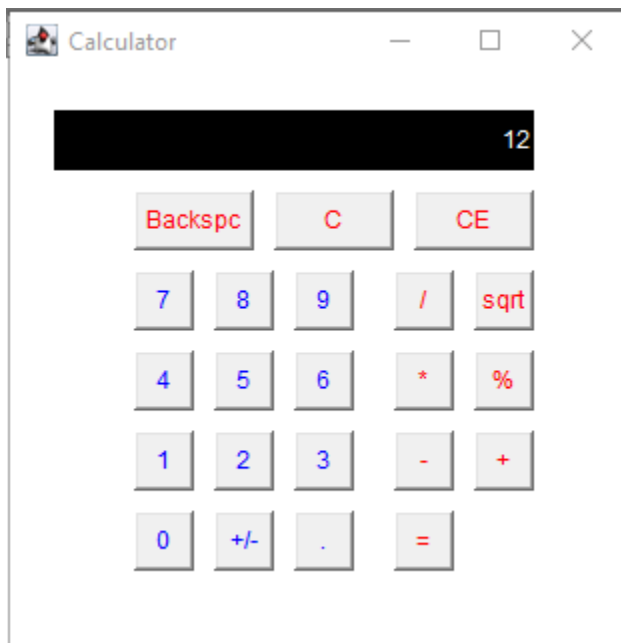 Calculator
12
Backspc C CE
7 8 9 / sqrt
4 5 6 * %
1 2 3 - +
0 +/- . =